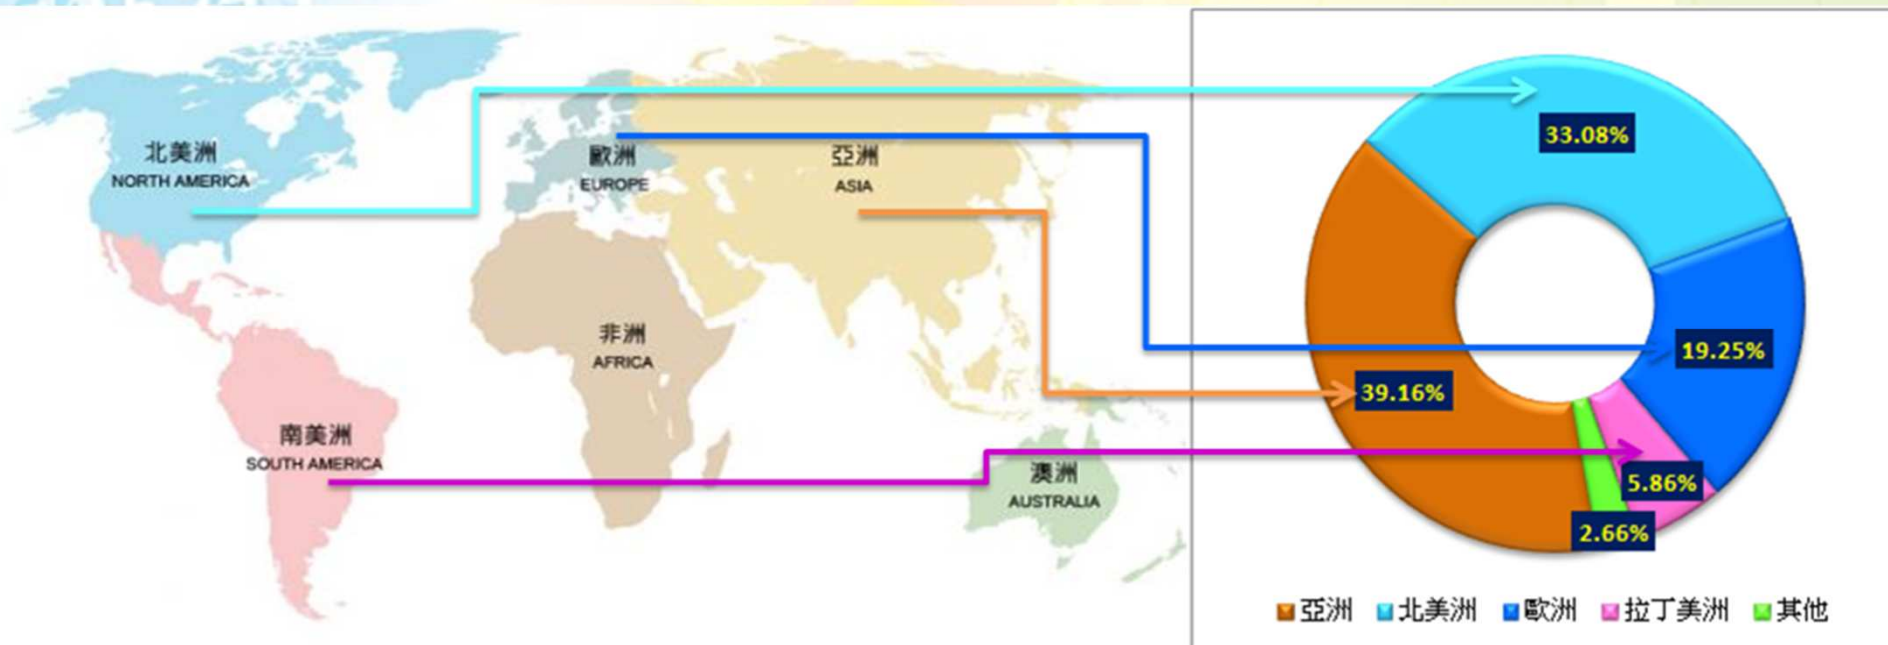 北美洲
NORTH AMERICA
歐洲
EUROPE
亞洲
ASIA
非洲
AFRICA
南美洲
SOUTH AMERICA
澳洲
AUSTRALIA
33.08%
19.25%
39.16%
5.86%
2.66%
亞洲 北美洲 歐洲 拉丁美洲 其他